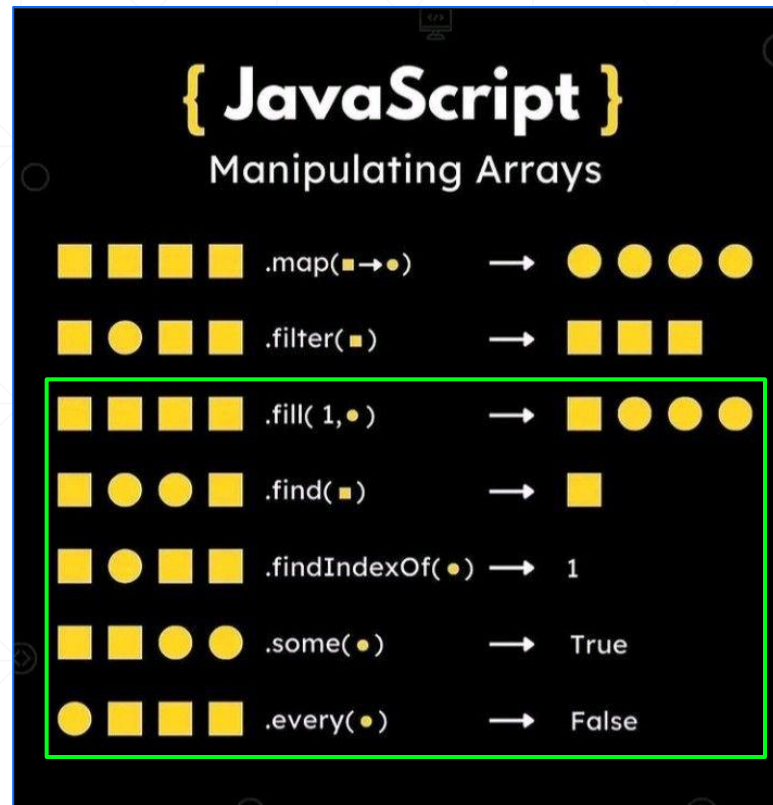 { JavaScript }
Manipulating Arrays
.map(■→●) →
.filter(■) →
.fill( 1,●) →
.find(■) →
.findIndexOf(●) → 1
.some(●) → True
.every(●) → False